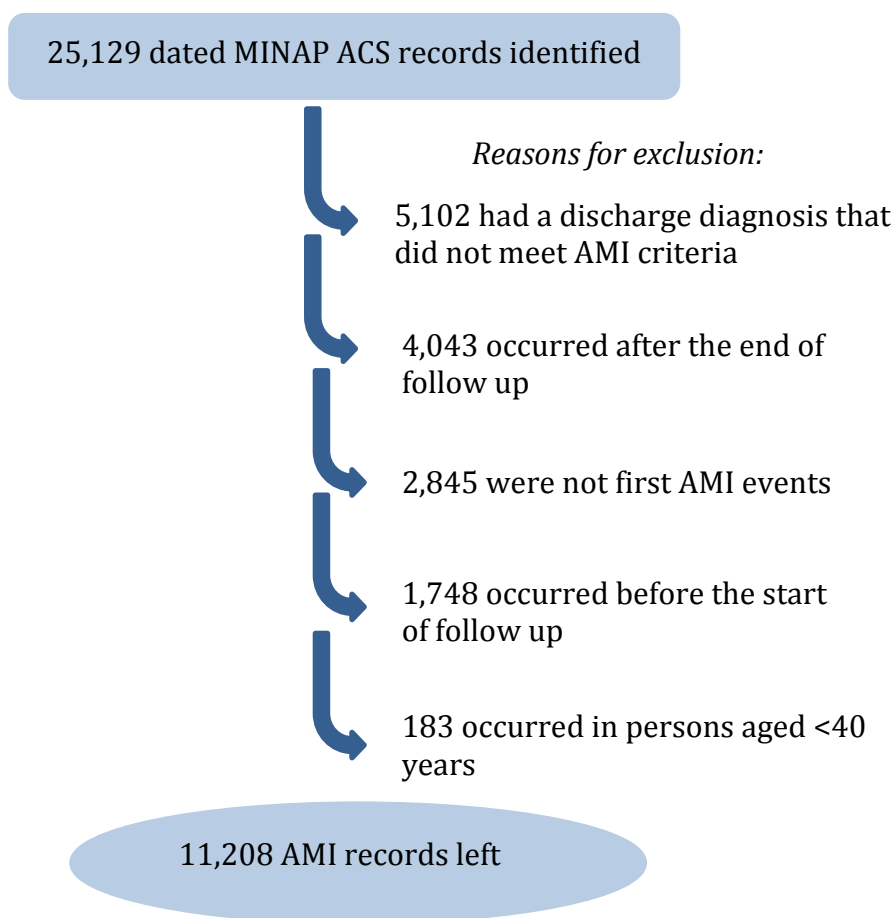 25,129 dated MINAP ACS records identified
Reasons for exclusion:
5,102 had a discharge diagnosis that
did not meet AMI criteria
4,043 occurred after the end of
follow up
2,845 were not first AMI events
1,748 occurred before the start
of follow up
183 occurred in persons aged <40
years
11,208 AMI records left